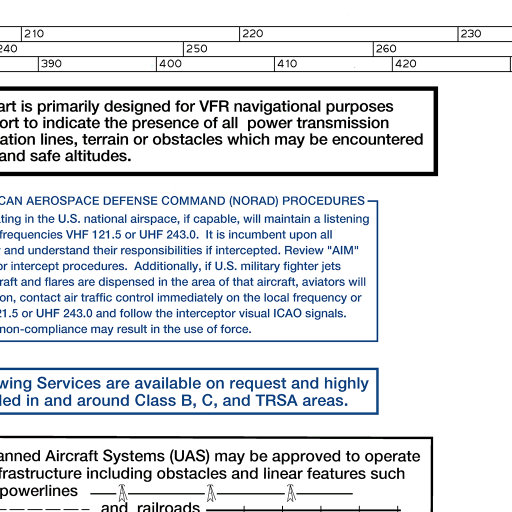 210 220 230
240 250 260
390 400 410 420
art is primarily designed for VFR navigational purposes
ort to indicate the presence of all power transmission
ation lines, terrain or obstacles which may be encountered
and safe altitudes.
CAN AEROSPACE DEFENSE COMMAND (NORAD) PROCEDURES
ting in the U.S. national airspace, if capable, will maintain a listening
frequencies VHF 121.5 or UHF 243.0. It is incumbent upon all
and understand their responsibilities if intercepted. Review "AIM"
or intercept procedures. Additionally, if U.S. military fighter jets
raft and flares are dispensed in the area of that aircraft, aviators will
on, contact air traffic control immediately on the local frequency or
21.5 or UHF 243.0 and follow the interceptor visual ICAO signals.
non-compliance may result in the use of force.
wing Services are available on request and highly
ed in and around Class B, C, and TRSA areas.
anned Aircraft Systems (UAS) may be approved to operate
frastructure including obstacles and linear features such
powerlines
and railroads